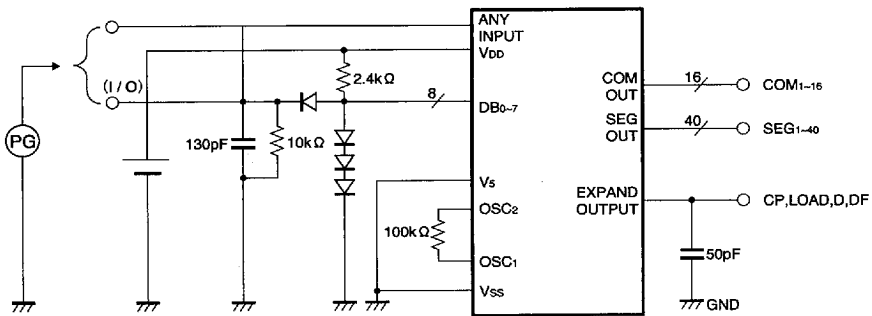 ANY
INPUT
VDD
2.4kΩ
(I/O)
8
DB0~7
PG
130pF
10kΩ
V5
OSC2
100kΩ
OSC1
VSS
COM
OUT
16
COM1~16
SEG
OUT
40
SEG1~40
EXPAND
OUTPUT
CP,LOAD,D,DF
50pF
GND